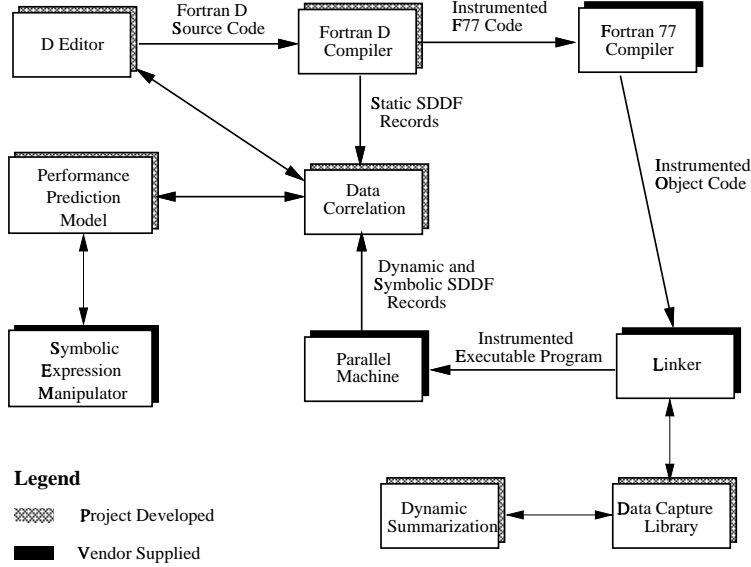 D Editor
Fortran D
Source Code
Fortran D
Compiler
Instrumented
F77 Code
Fortran 77
Compiler
Static SDDF
Records
Performance
Prediction
Model
Data
Correlation
Instrumented
Object Code
Dynamic and
Symbolic SDDF
Records
Symbolic
Expression
Manipulator
Parallel
Machine
Instrumented
Executable Program
Linker
Legend
Project Developed
Vendor Supplied
Dynamic
Summarization
Data Capture
Library